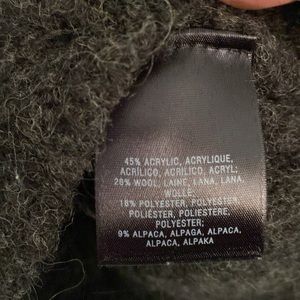 45% ACRYLIC, ACRYLIQUE,
ACRÍLICO, ACRILICO, ACRYL;
28% WOOL, LAINE, LANA, LANA,
WOLLE;
18% POLYESTER, POLYESTER,
POLIÉSTER, POLIESTERE,
POLYESTER;
9% ALPACA, ALPAGA, ALPACA,
ALPACA, ALPAKA